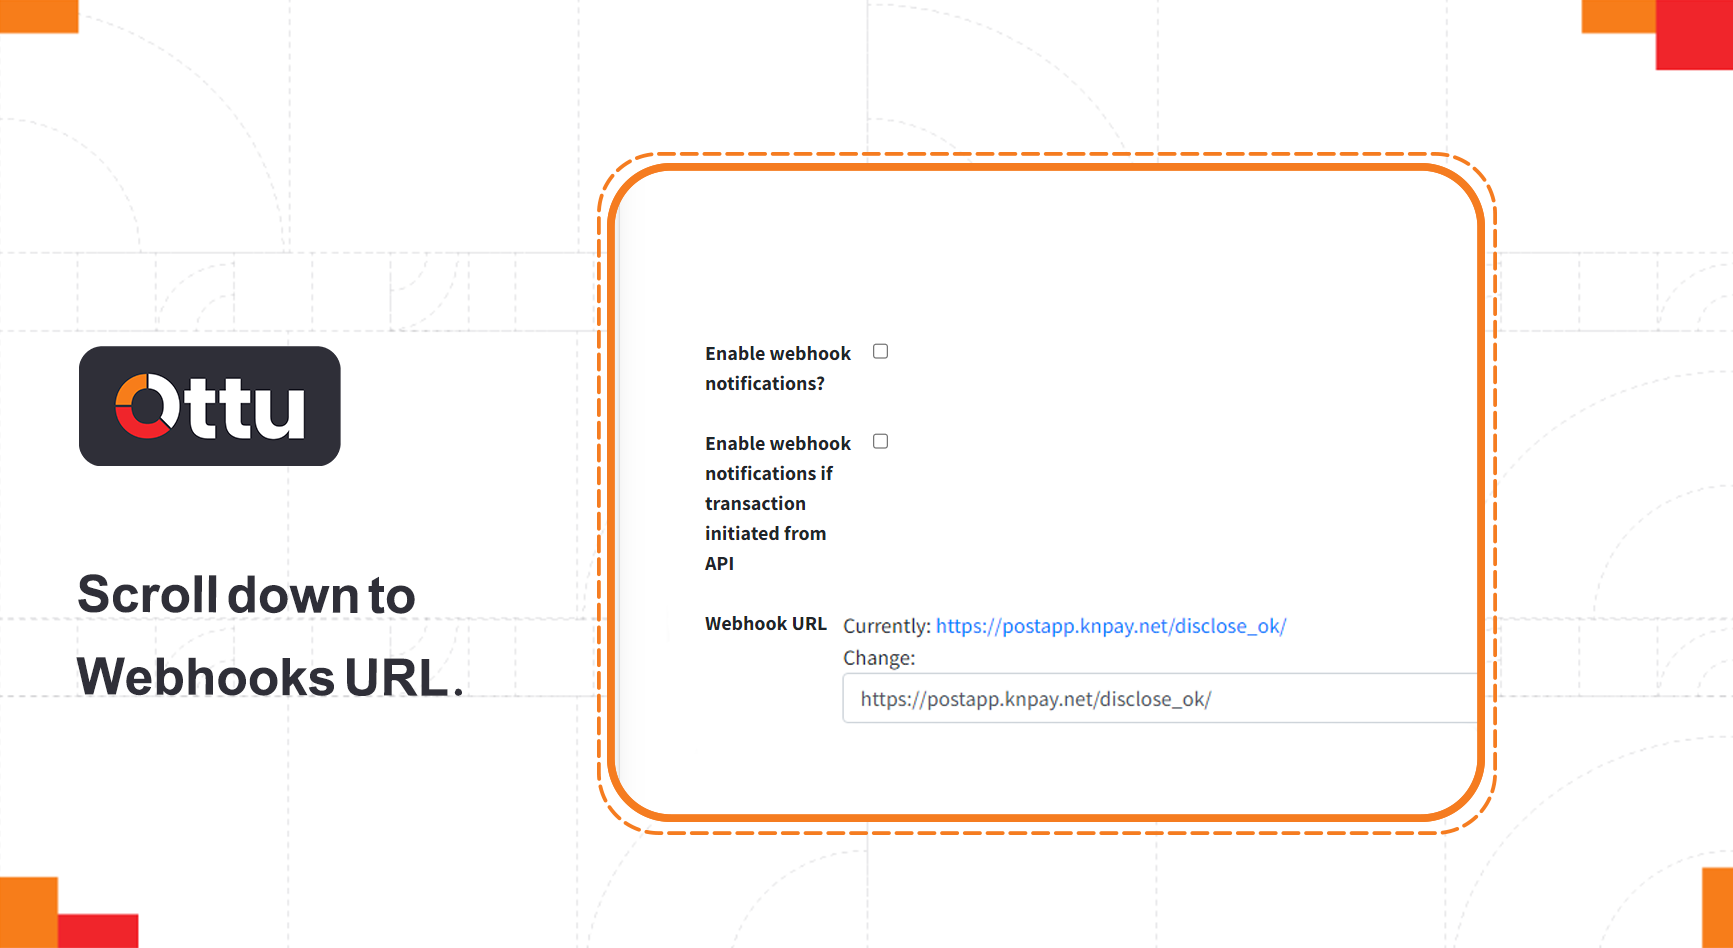 Ottu
Scroll down to
Webhooks URL.
Enable webhook
notifications?
Enable webhook
notifications if
transaction
initiated from
API
Webhook URL
Currently: https://postapp.knpay.net/disclose_ok/
Change:
https://postapp.knpay.net/disclose_ok/